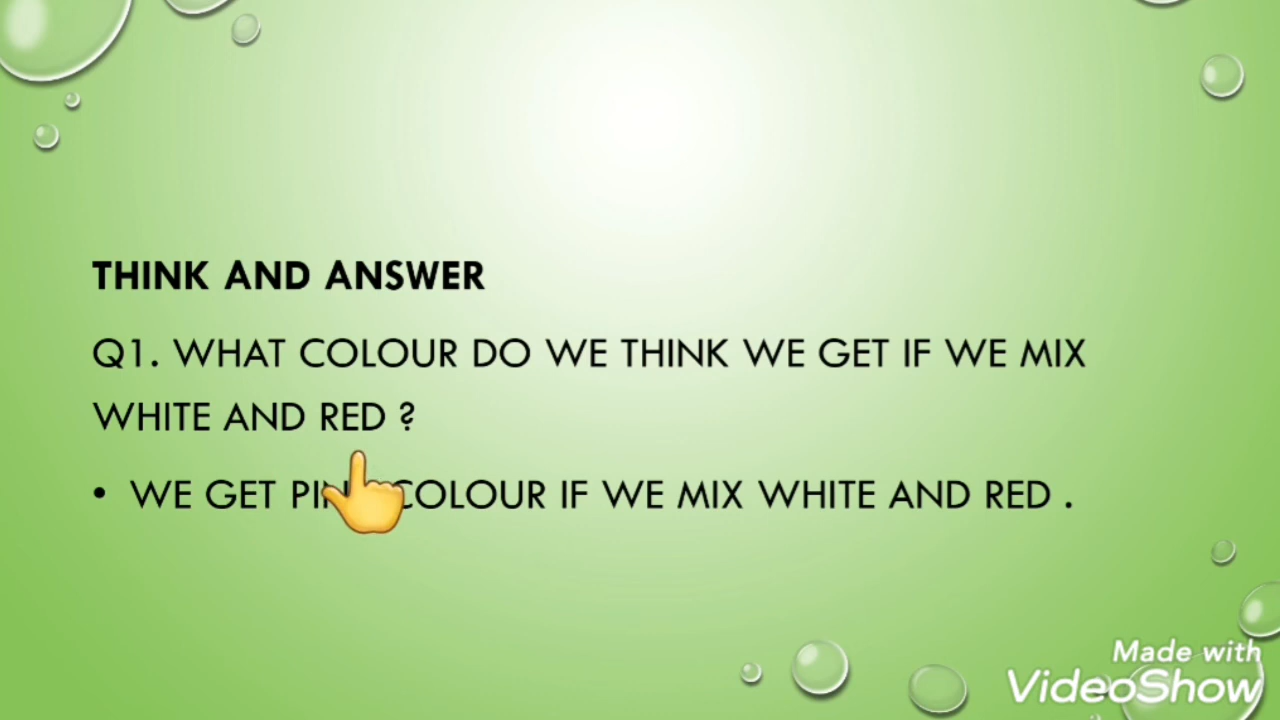 THINK AND ANSWER
Q1. WHAT COLOUR DO WE THINK WE GET IF WE MIX
WHITE AND RED ?
• WE GET COLOUR IF WE MIX WHITE AND RED .
Made with
VideoShow